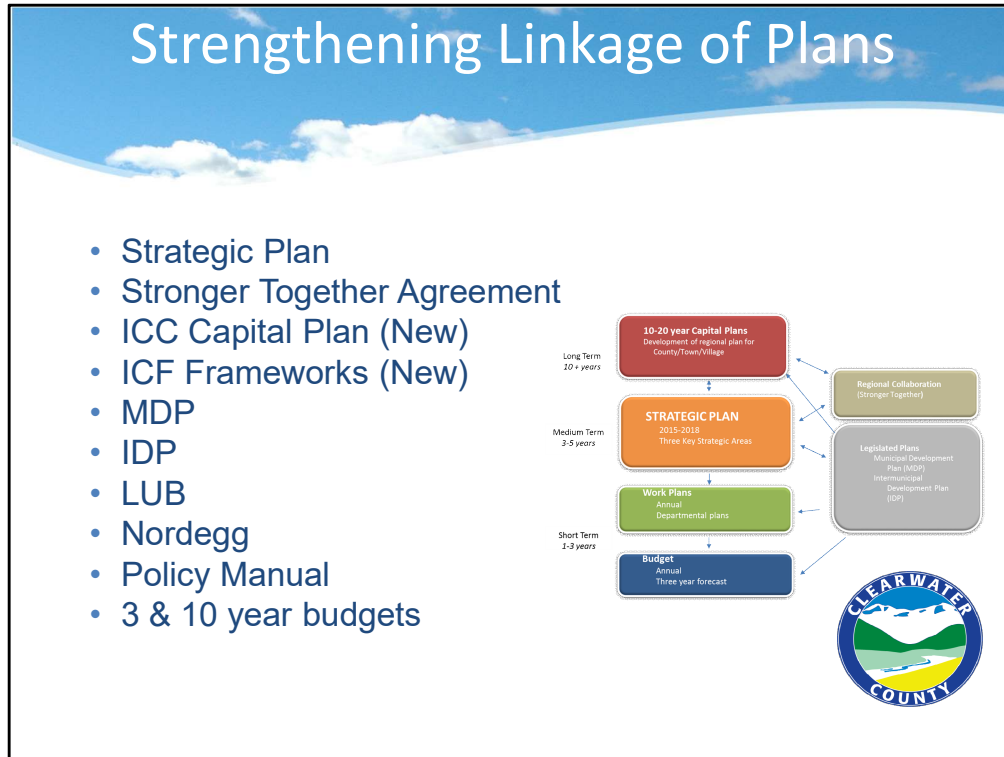 Strengthening Linkage of Plans
• Strategic Plan
• Stronger Together Agreement
• ICC Capital Plan (New)
• ICF Frameworks (New)
• MDP
• IDP
• LUB
• Nordegg
• Policy Manual
• 3 & 10 year budgets
Long Term
10 + years
10-20 year Capital Plans
Development of regional plan for
County/Town/Village
Regional Collaboration
(Stronger Together)
Medium Term
3-5 years
STRATEGIC PLAN
2015-2018
Three Key Strategic Areas
Legislated Plans
Municipal Development
Plan (MDP)
Intermunicipal
Development Plan
(IDP)
Work Plans
Annual
Departmental plans
Short Term
1-3 years
Budget
Annual
Three year forecast
CLEARWATER
COUNTY